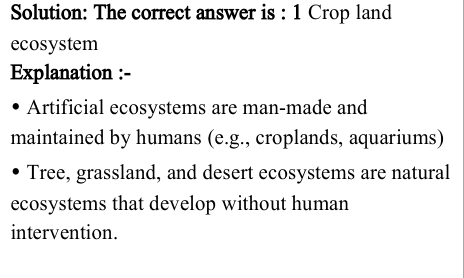 Solution: The correct answer is : 1 Crop land
ecosystem
Explanation :-
• Artificial ecosystems are man-made and
maintained by humans (e.g., croplands, aquariums)
• Tree, grassland, and desert ecosystems are natural
ecosystems that develop without human
intervention.